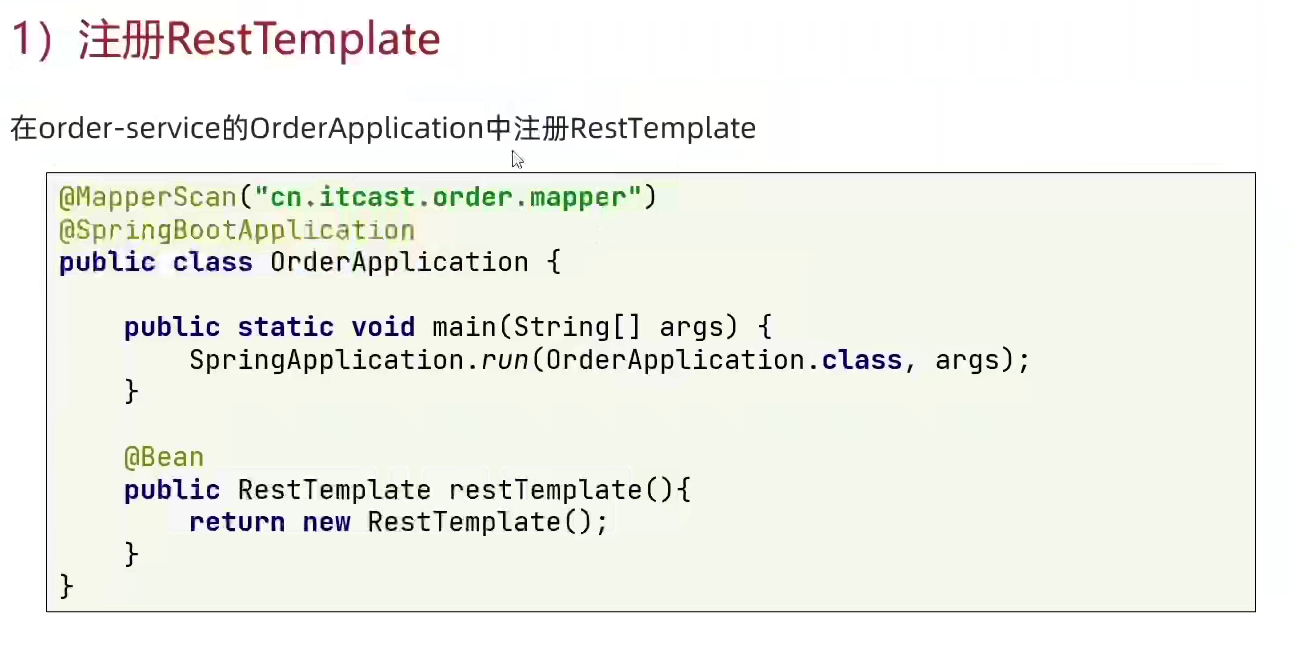 1）注册RestTemplate
在order-service的OrderApplication中注册RestTemplate
@MapperScan("cn.itcast.order.mapper")
@SpringBootApplication
public class OrderApplication {
public static void main(String[] args) {
SpringApplication.run(OrderApplication.class, args);
}
@Bean
public RestTemplate restTemplate(){
return new RestTemplate();
}
}